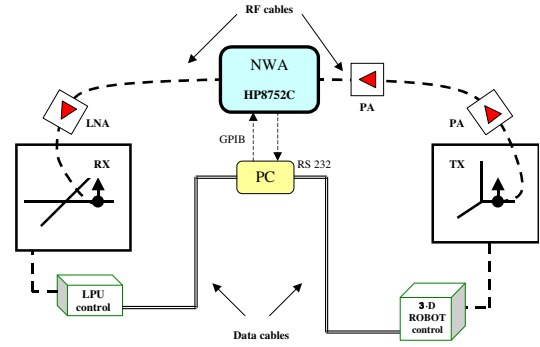 RF cables
NWA
HP8752C
PA
LNA
PA
GPIB
RX
RS 232
TX
PC
LPU
control
3-D
ROBOT
control
Data cables